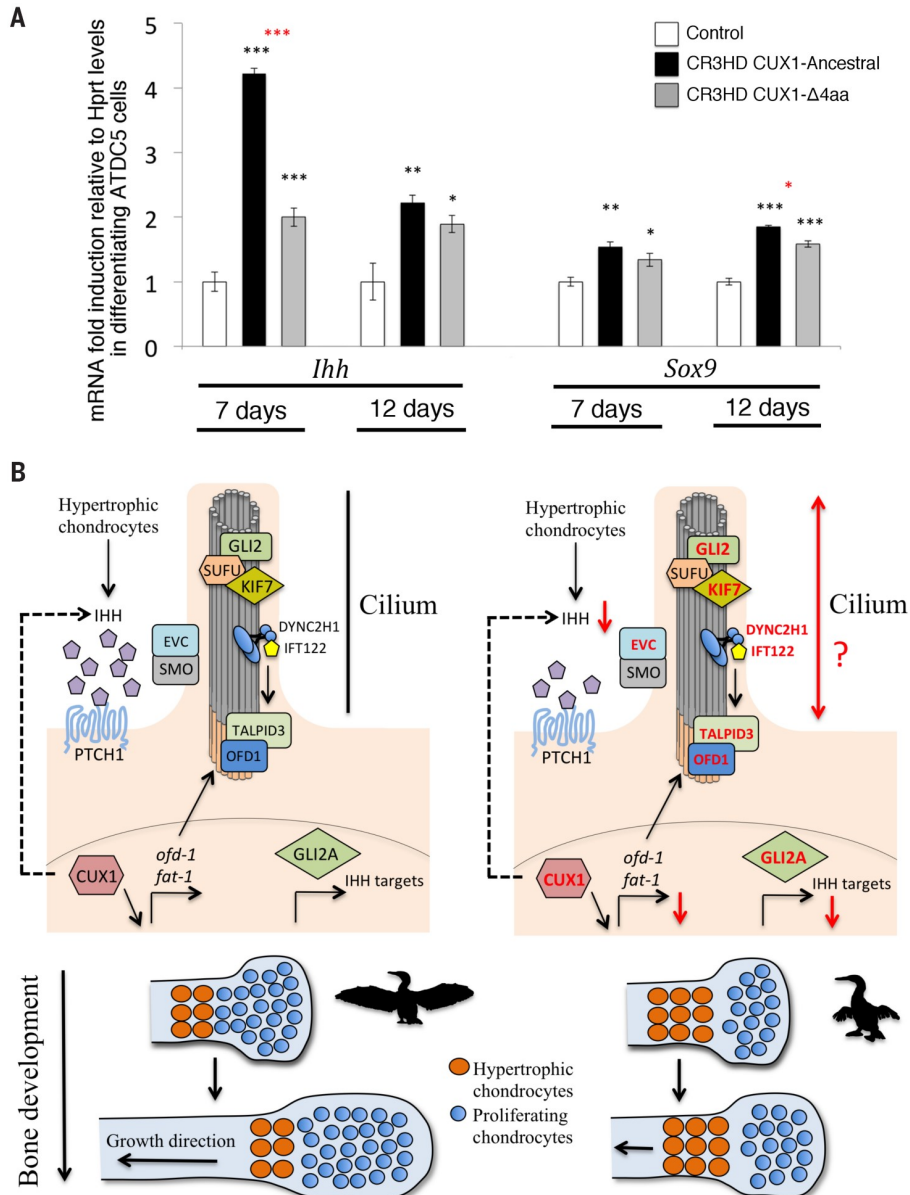 A
mRNA fold induction relative to Hprt levels
in differentiating ATDC5 cells
5
4
3
2
1
0
***
***
***
**
*
**
*
*
***
***
Control
CR3HD CUX1-Ancestral
CR3HD CUX1-Δ4aa
Ihh
Sox9
7 days
12 days
7 days
12 days
B
Hypertrophic
chondrocytes
IHH
PTCH1
EVC
SMO
GLI2
SUFU
KIF7
DYNC2H1
IFT122
TALPID3
OFD1
Cilium
CUX1
ofd-1
fat-1
GLI2A
IHH targets
Hypertrophic
chondrocytes
IHH
PTCH1
EVC
SMO
GLI2
SUFU
KIF7
DYNC2H1
IFT122
TALPID3
OFD1
Cilium
?
CUX1
ofd-1
fat-1
GLI2A
IHH targets
Bone development
Growth direction
Hypertrophic
chondrocytes
Proliferating
chondrocytes